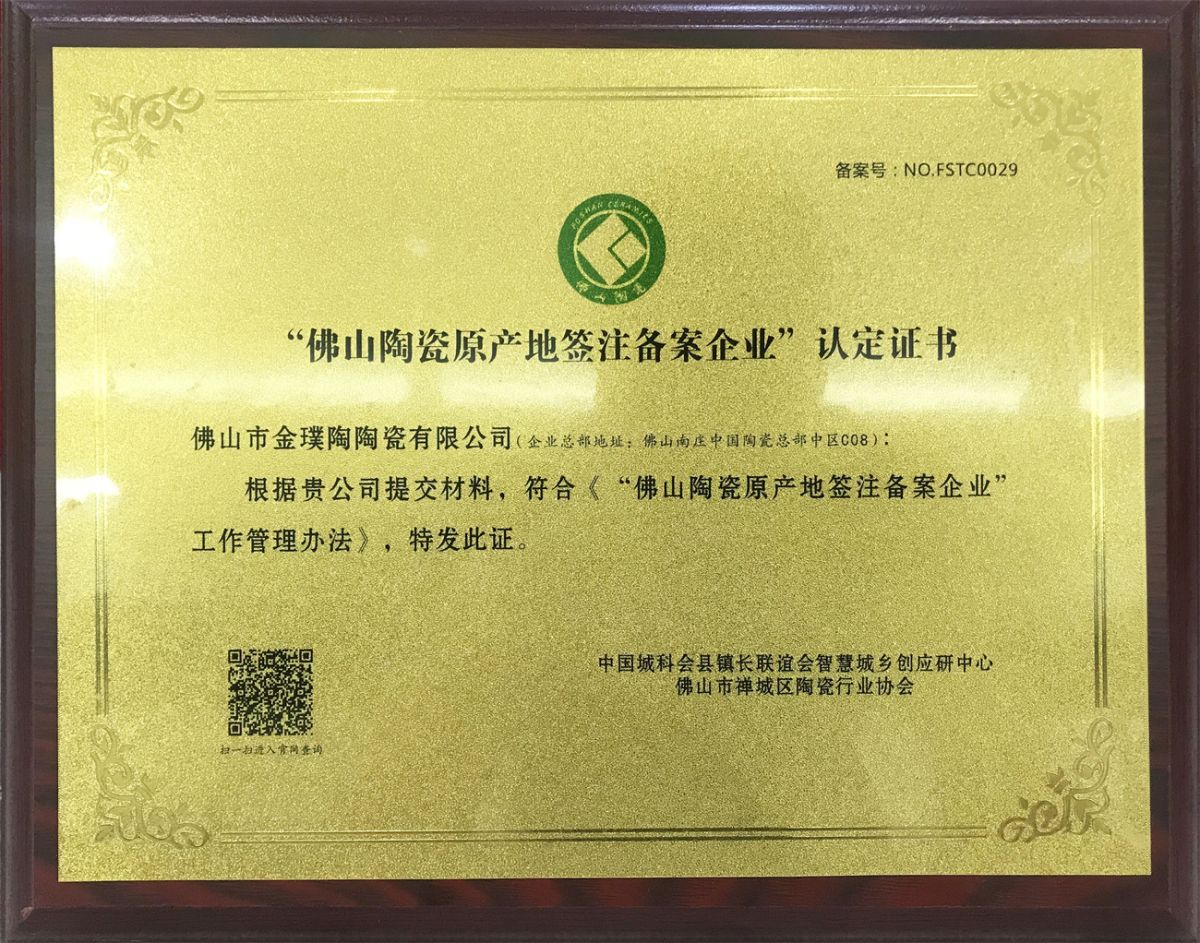 备案号：NO.FSTC0029
FOSHAN CERAMICS
佛山陶瓷
“佛山陶瓷原产地签注备案企业”认定证书
佛山市金璞陶陶瓷有限公司(企业总部地址：佛山南庄中国陶瓷总部中区C08)：
根据贵公司提交材料，符合《“佛山陶瓷原产地签注备案企业”
工作管理办法》，特发此证。
中国城科会县镇长联谊会智慧城乡创应研中心
佛山市禅城区陶瓷行业协会
扫一扫进入官网查询